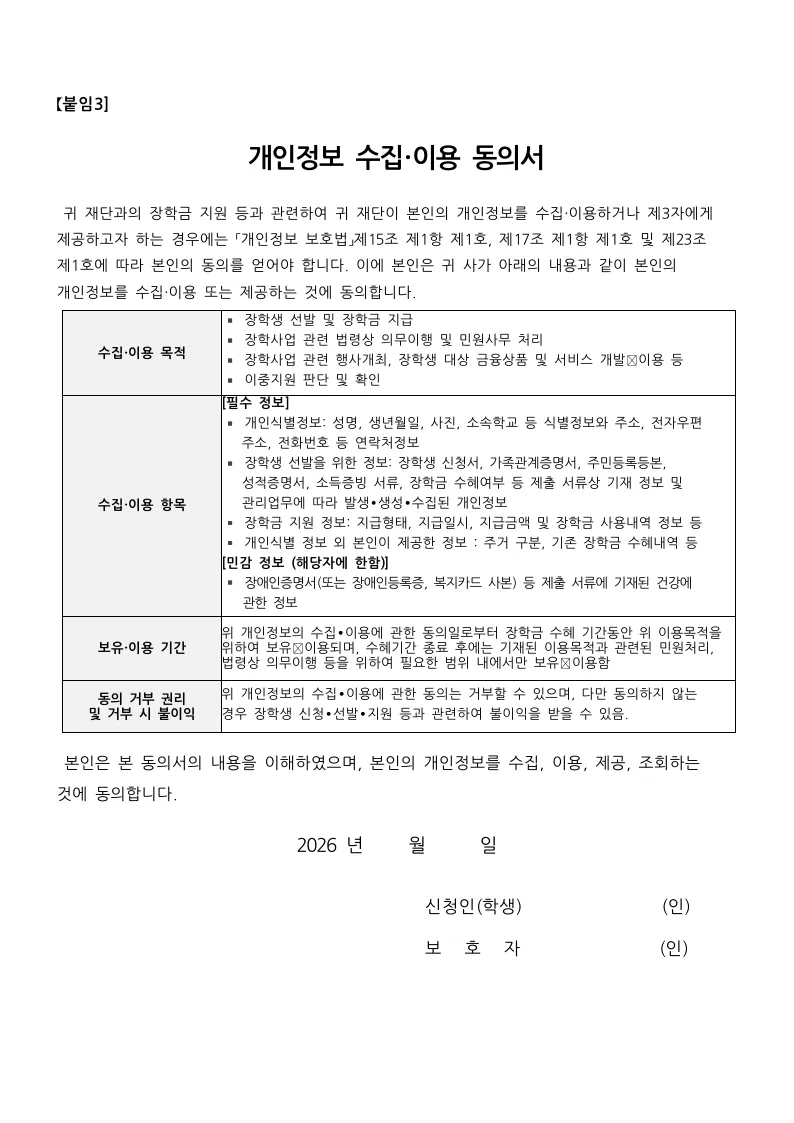 【붙임3】
개인정보 수집·이용 동의서
귀 재단과의 장학금 지원 등과 관련하여 귀 재단이 본인의 개인정보를 수집·이용하거나 제3자에게
제공하고자 하는 경우에는 「개인정보 보호법」제15조 제1항 제1호, 제17조 제1항 제1호 및 제23조
제1호에 따라 본인의 동의를 얻어야 합니다. 이에 본인은 귀 사가 아래의 내용과 같이 본인의
개인정보를 수집·이용 또는 제공하는 것에 동의합니다.
수집·이용 목적
▪ 장학생 선발 및 장학금 지급
▪ 장학사업 관련 법령상 의무이행 및 민원사무 처리
▪ 장학사업 관련 행사개최, 장학생 대상 금융상품 및 서비스 개발이용 등
▪ 이중지원 판단 및 확인
수집·이용 항목
[필수 정보]
▪ 개인식별정보: 성명, 생년월일, 사진, 소속학교 등 식별정보와 주소, 전자우편
주소, 전화번호 등 연락처정보
▪ 장학생 선발을 위한 정보: 장학생 신청서, 가족관계증명서, 주민등록등본,
성적증명서, 소득증빙 서류, 장학금 수혜여부 등 제출 서류상 기재 정보 및
관리업무에 따라 발생•생성•수집된 개인정보
▪ 장학금 지원 정보: 지급형태, 지급일시, 지급금액 및 장학금 사용내역 정보 등
▪ 개인식별 정보 외 본인이 제공한 정보 : 주거 구분, 기존 장학금 수혜내역 등
[민감 정보 (해당자에 한함)]
▪ 장애인증명서(또는 장애인등록증, 복지카드 사본) 등 제출 서류에 기재된 건강에
관한 정보
보유·이용 기간
위 개인정보의 수집•이용에 관한 동의일로부터 장학금 수혜 기간동안 위 이용목적을
위하여 보유이용되며, 수혜기간 종료 후에는 기재된 이용목적과 관련된 민원처리,
법령상 의무이행 등을 위하여 필요한 범위 내에서만 보유이용함
동의 거부 권리
및 거부 시 불이익
위 개인정보의 수집•이용에 관한 동의는 거부할 수 있으며, 다만 동의하지 않는
경우 장학생 신청•선발•지원 등과 관련하여 불이익을 받을 수 있음.
본인은 본 동의서의 내용을 이해하였으며, 본인의 개인정보를 수집, 이용, 제공, 조회하는
것에 동의합니다.
2026 년 월 일
신청인(학생) (인)
보 호 자 (인)